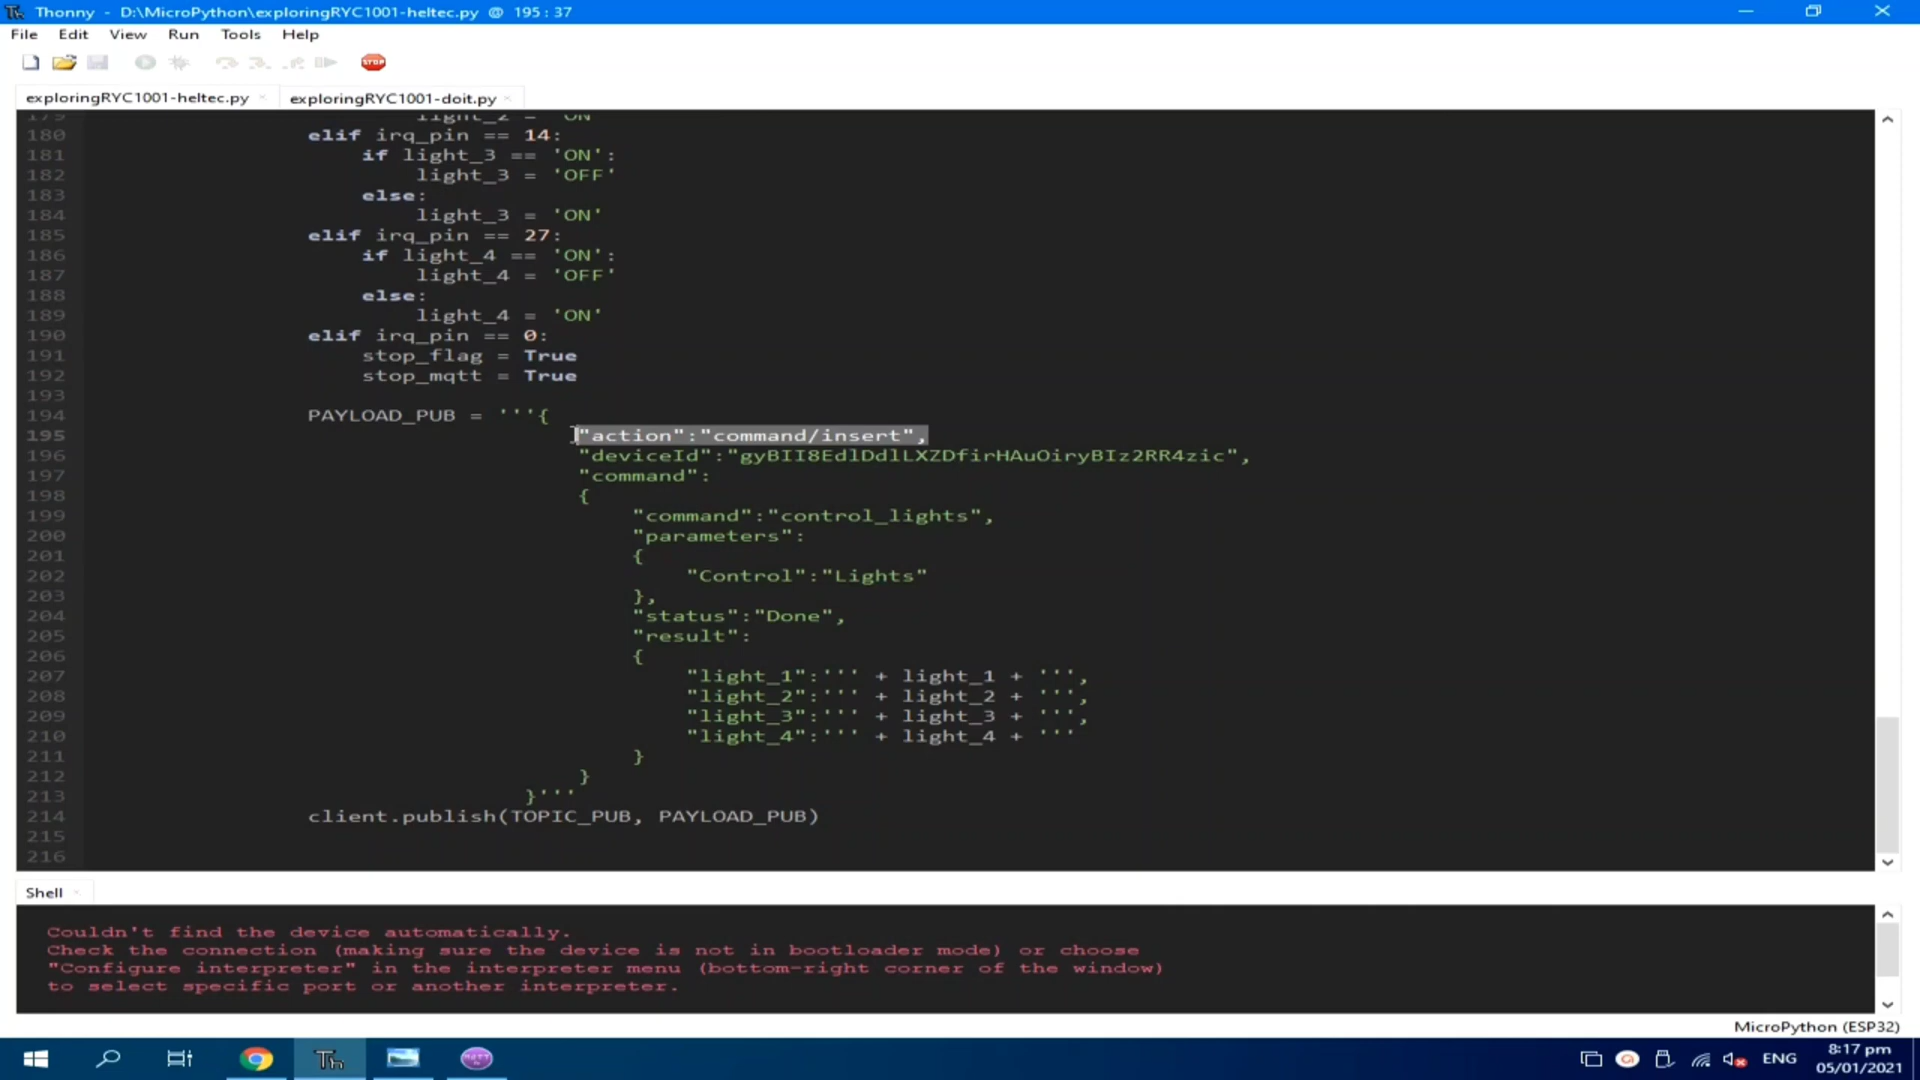 Thonny - D:\MicroPython\exploringRYC1001-heltec.py @ 195:37
File Edit View Run Tools Help
STOP
exploringRYC1001-heltec.py × exploringRYC1001-doit.py ×
179 light_2 = 'ON'
180 elif irq_pin == 14:
181 if light_3 == 'ON':
182 light_3 = 'OFF'
183 else:
184 light_3 = 'ON'
185 elif irq_pin == 27:
186 if light_4 == 'ON':
187 light_4 = 'OFF'
188 else:
189 light_4 = 'ON'
190 elif irq_pin == 0:
191 stop_flag = True
192 stop_mqtt = True
193
194 PAYLOAD_PUB = '''{
195 "action":"command/insert",
196 "deviceId":"gyBII8EdlDdlLXZDfirHAuOiryBIz2RR4zic",
197 "command":
198 {
199 "command":"control_lights",
200 "parameters":
201 {
202 "Control":"Lights"
203 },
204 "status":"Done",
205 "result":
206 {
207 "light_1":''' + light_1 + ''',
208 "light_2":''' + light_2 + ''',
209 "light_3":''' + light_3 + ''',
210 "light_4":''' + light_4 + '''
211 }
212 }
213 }'''
214 client.publish(TOPIC_PUB, PAYLOAD_PUB)
215
216
Shell ×
Couldn't find the device automatically.
Check the connection (making sure the device is not in bootloader mode) or choose
"Configure interpreter" in the interpreter menu (bottom-right corner of the window)
to select specific port or another interpreter.
MicroPython (ESP32)
ENG
8:17 pm
05/01/2021